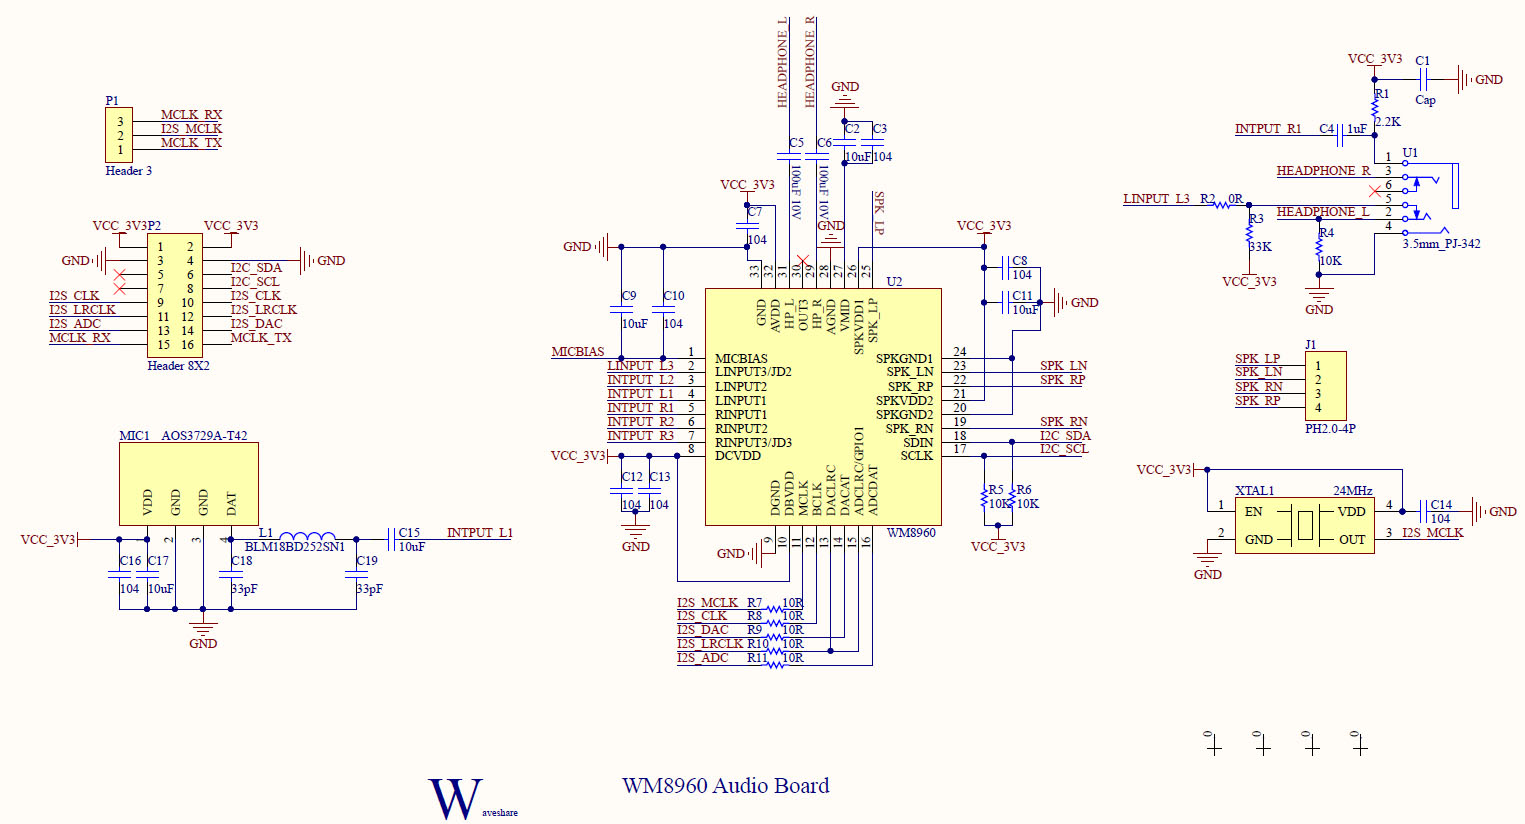 P1
3 MCLK_RX
2 I2S_MCLK
1 MCLK_TX
Header 3
VCC_3V3 P2 VCC_3V3
1 2
GND 3 4 GND
5 6 I2C_SDA
7 8 I2C_SCL
I2S_CLK 9 10 I2S_CLK
I2S_LRCLK 11 12 I2S_LRCLK
I2S_ADC 13 14 I2S_DAC
MCLK_RX 15 16 MCLK_TX
Header 8X2
MIC1 AOS3729A-T42
VDD GND GND DAT
1 2 3 4
VCC_3V3
L1
BLM18BD252SN1
C15
10uF
INTPUT_L1
C16
104
C17
10uF
C18
33pF
C19
33pF
GND
HEADPHONE_L
HEADPHONE_R
GND
C2
10uF
C3
104
C5
100uF 10V
C6
100uF 10V
SPK_LP
VCC_3V3
C7
104
GND
GND
VCC_3V3
C8
104
C11
10uF
GND
C9
10uF
C10
104
33 32 31 30 29 28 27 26 25
U2
GND AVDD HP_L OUT3 HP_R AGND VMID SPKVDD1 SPK_LP
MICBIAS 1 MICBIAS
LINPUT_L3 2 LINPUT3/JD2
INTPUT_L2 3 LINPUT2
INTPUT_L1 4 LINPUT1
INTPUT_R1 5 RINPUT1
INTPUT_R2 6 RINPUT2
INTPUT_R3 7 RINPUT3/JD3
VCC_3V3 8 DCVDD
SPKGND1 24
SPK_LN 23 SPK_LN
SPK_RP 22 SPK_RP
SPKVDD2 21
SPKGND2 20
SPK_RN 19 SPK_RN
SDIN 18 I2C_SDA
SCLK 17 I2C_SCL
DGND DBVDD MCLK BCLK DACLRC DACAT ADCLRC/GPIO1 ADCDAT
9 10 11 12 13 14 15 16
WM8960
C12
104
C13
104
GND
GND
R5
10K
R6
10K
VCC_3V3
I2S_MCLK R7 10R
I2S_CLK R8 10R
I2S_DAC R9 10R
I2S_LRCLK R10 10R
I2S_ADC R11 10R
VCC_3V3
C1
Cap
GND
R1
2.2K
INTPUT_R1 C4 1uF
U1
1
HEADPHONE_R 3
6
LINPUT_L3 R2 0R 5
HEADPHONE_L 2
4
3.5mm_PJ-342
R3
33K
VCC_3V3
R4
10K
GND
J1
SPK_LP 1
SPK_LN 2
SPK_RN 3
SPK_RP 4
PH2.0-4P
VCC_3V3
XTAL1 24MHz
1 EN VDD 4
2 GND OUT 3 I2S_MCLK
C14
104
GND
GND
0 0 0 0
Waveshare
WM8960 Audio Board